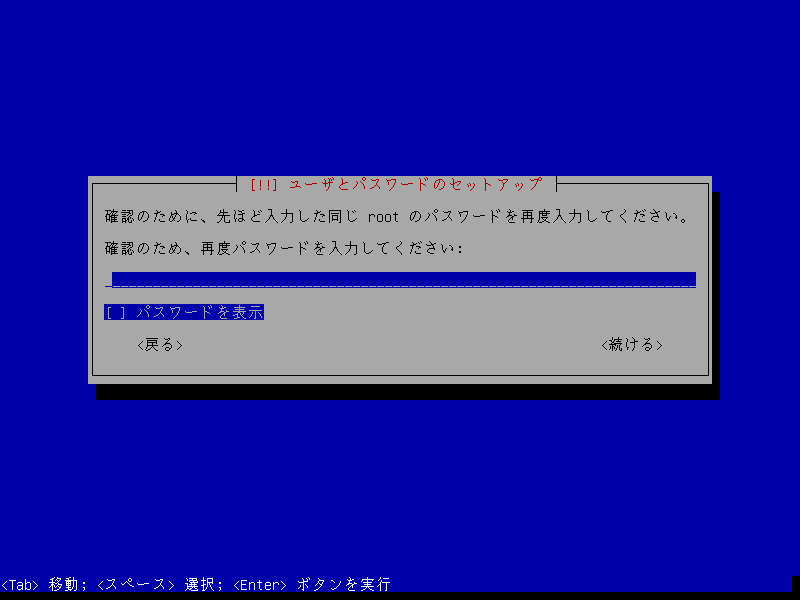 [!!] ユーザとパスワードのセットアップ
確認のために、先ほど入力した同じ root のパスワードを再度入力してください。
確認のため、再度パスワードを入力してください:
[ ] パスワードを表示
<戻る> <続ける>
<Tab> 移動; <スペース> 選択; <Enter> ボタンを実行